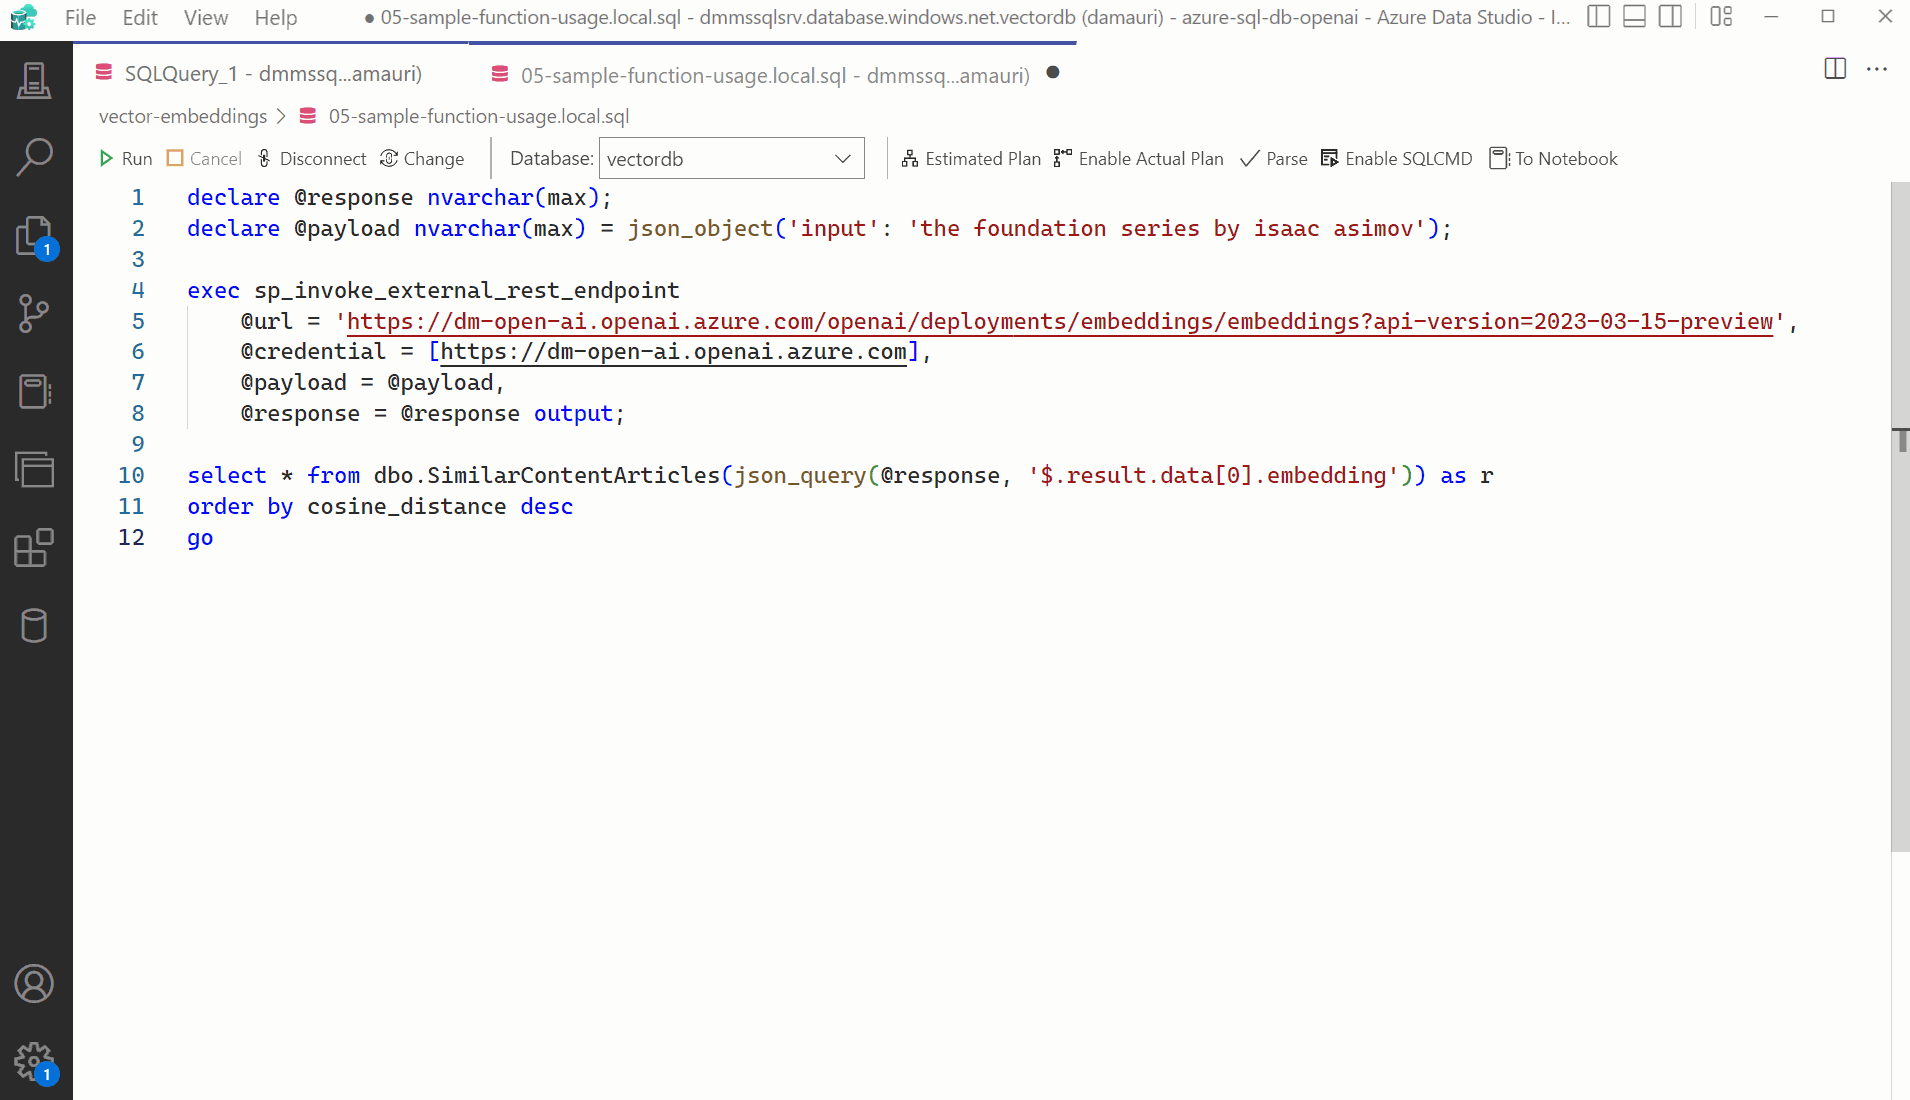 File Edit View Help ● 05-sample-function-usage.local.sql - dmmssqlsrv.database.windows.net.vectordb (damauri) - azure-sql-db-openai - Azure Data Studio - I...
SQLQuery_1 - dmmssq...amauri) 05-sample-function-usage.local.sql - dmmssq...amauri) ●
vector-embeddings > 05-sample-function-usage.local.sql
Run Cancel Disconnect Change Database: vectordb Estimated Plan Enable Actual Plan Parse Enable SQLCMD To Notebook
1 declare @response nvarchar(max);
2 declare @payload nvarchar(max) = json_object('input': 'the foundation series by isaac asimov');
3
4 exec sp_invoke_external_rest_endpoint
5 @url = 'https://dm-open-ai.openai.azure.com/openai/deployments/embeddings/embeddings?api-version=2023-03-15-preview',
6 @credential = [https://dm-open-ai.openai.azure.com],
7 @payload = @payload,
8 @response = @response output;
9
10 select * from dbo.SimilarContentArticles(json_query(@response, '$.result.data[0].embedding')) as r
11 order by cosine_distance desc
12 go
1
1